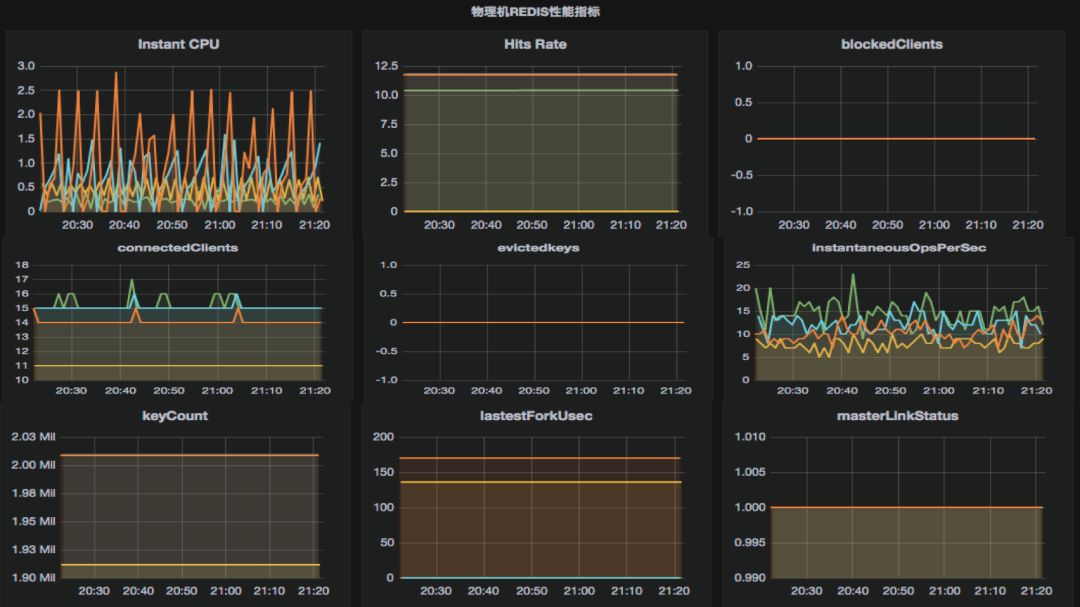 物理机REDIS性能指标
Instant CPU
3.0
2.5
2.0
1.5
1.0
0.5
0
20:30 20:40 20:50 21:00 21:10 21:20
Hits Rate
12.5
10.0
7.5
5.0
2.5
0
20:30 20:40 20:50 21:00 21:10 21:20
blockedClients
1.0
0.5
0
-0.5
-1.0
20:30 20:40 20:50 21:00 21:10 21:20
connectedClients
18
17
16
15
14
13
12
11
10
20:30 20:40 20:50 21:00 21:10 21:20
evictedkeys
1.0
0.5
0
-0.5
-1.0
20:30 20:40 20:50 21:00 21:10 21:20
instantaneousOpsPerSec
25
20
15
10
5
0
20:30 20:40 20:50 21:00 21:10 21:20
keyCount
2.03 Mil
2.00 Mil
1.98 Mil
1.95 Mil
1.93 Mil
1.90 Mil
20:30 20:40 20:50 21:00 21:10 21:20
lastestForkUsec
200
150
100
50
0
20:30 20:40 20:50 21:00 21:10 21:20
masterLinkStatus
1.010
1.005
1.000
0.995
0.990
20:30 20:40 20:50 21:00 21:10 21:20